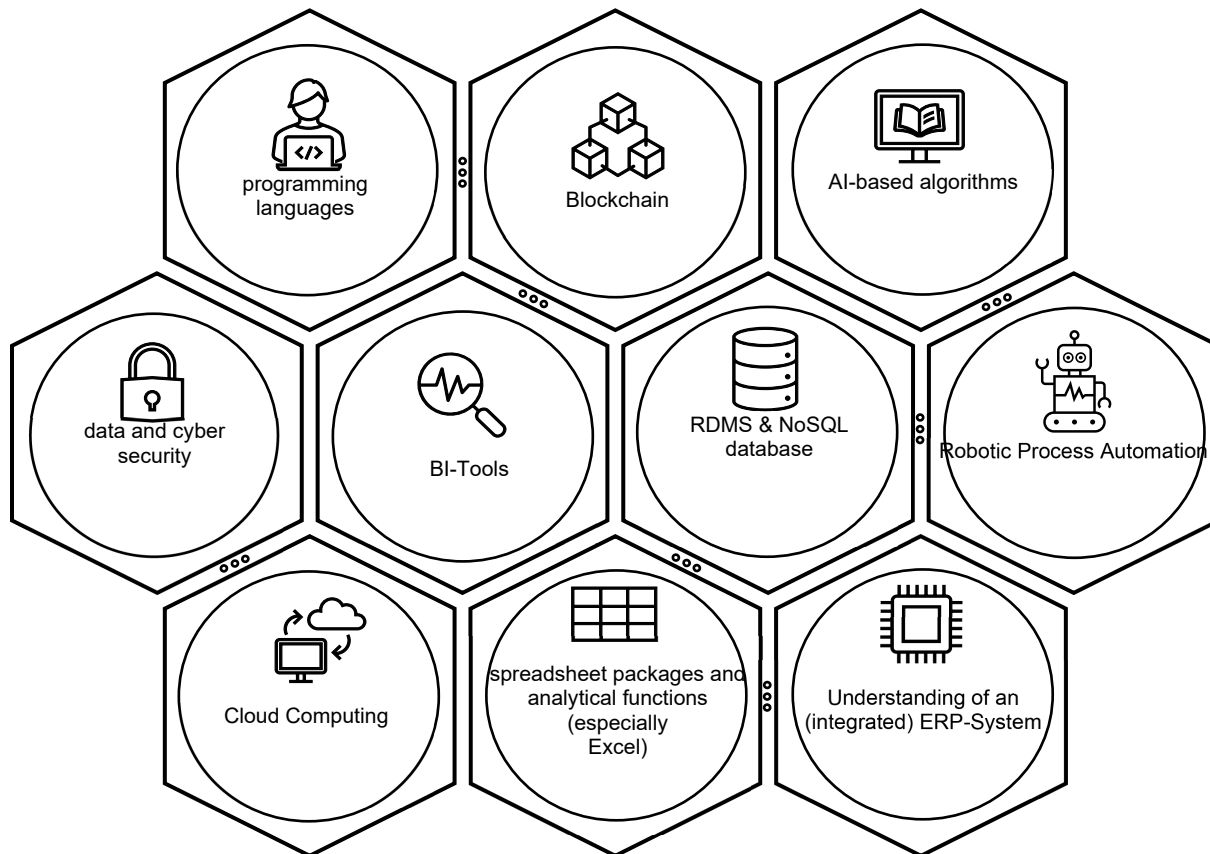 programming
languages
Blockchain
AI-based algorithms
data and cyber
security
BI-Tools
RDMS & NoSQL
database
Robotic Process Automation
Cloud Computing
spreadsheet packages and
analytical functions
(especially
Excel)
Understanding of an
(integrated) ERP-System